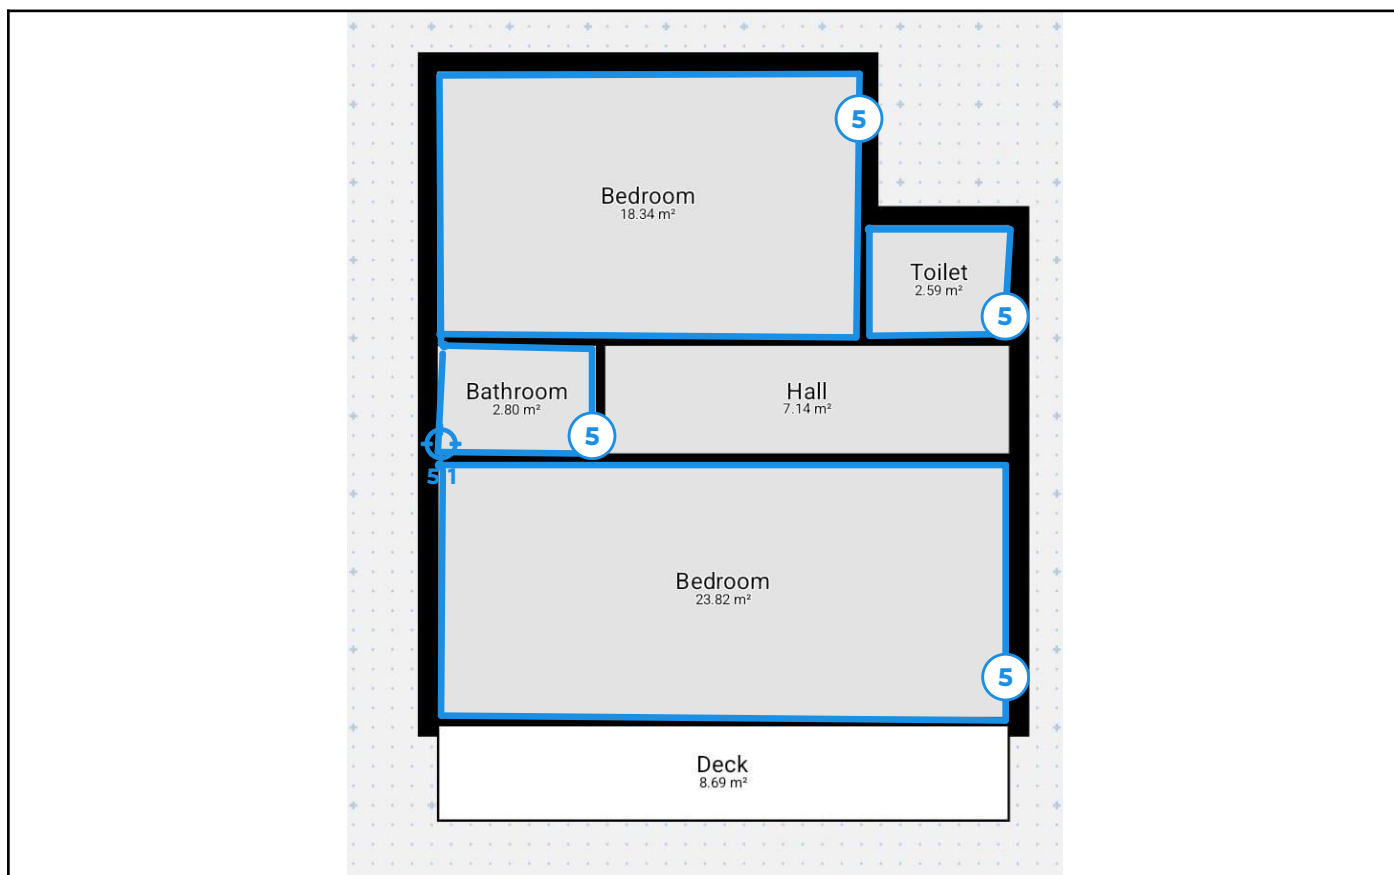 5
Bedroom
18.34 m²
Toilet
2.59 m²
5
Bathroom
2.80 m²
Hall
7.14 m²
5
5.1
Bedroom
23.82 m²
5
Deck
8.69 m²